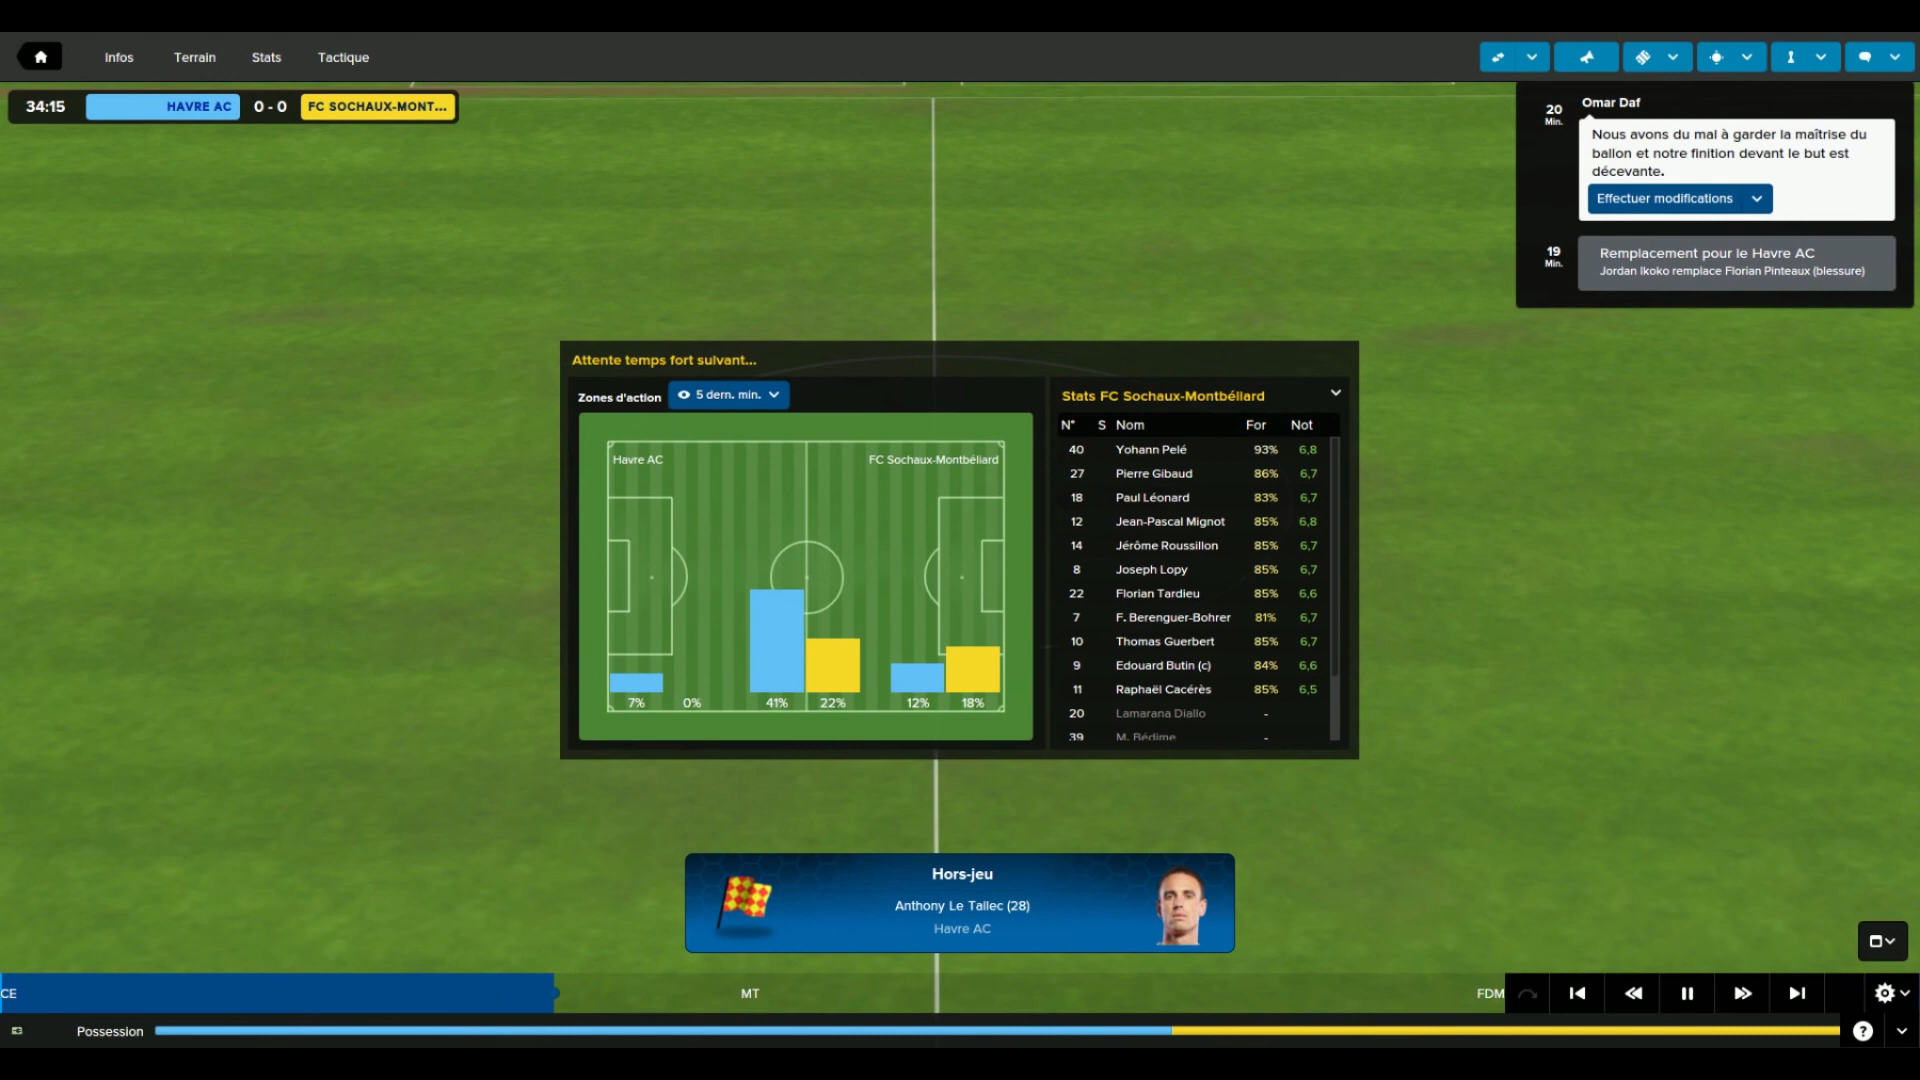 Infos Terrain Stats Tactique
34:15 HAVRE AC 0 - 0 FC SOCHAUX-MONT...
20 Min.
Omar Daf
Nous avons du mal à garder la maîtrise du
ballon et notre finition devant le but est
décevante.
Effectuer modifications
19 Min.
Remplacement pour le Havre AC
Jordan Ikoko remplace Florian Pinteaux (blessure)
Attente temps fort suivant...
Zones d'action 5 dern. min.
Havre AC FC Sochaux-Montbéliard
7% 0% 41% 22% 12% 18%
Stats FC Sochaux-Montbéliard
N° S Nom For Not
40 Yohann Pelé 93% 6,8
27 Pierre Gibaud 86% 6,7
18 Paul Léonard 83% 6,7
12 Jean-Pascal Mignot 85% 6,8
14 Jérôme Roussillon 85% 6,7
8 Joseph Lopy 85% 6,7
22 Florian Tardieu 85% 6,6
7 F. Berenguer-Bohrer 81% 6,7
10 Thomas Guerbert 85% 6,7
9 Edouard Butin (c) 84% 6,6
11 Raphaël Cacérès 85% 6,5
20 Lamarana Diallo -
39 M. Bédime -
Hors-jeu
Anthony Le Tallec (28)
Havre AC
CE MT FDM
Possession ?